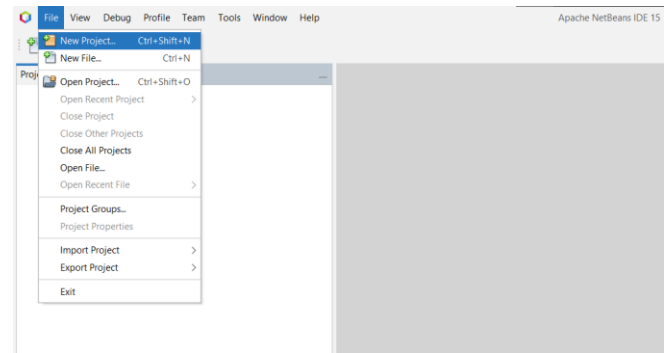 File View Debug Profile Team Tools Window Help Apache NetBeans IDE 15
New Project... Ctrl+Shift+N
New File... Ctrl+N
Proj
Open Project... Ctrl+Shift+O
Open Recent Project
Close Project
Close Other Projects
Close All Projects
Open File...
Open Recent File
Project Groups...
Project Properties
Import Project
Export Project
Exit